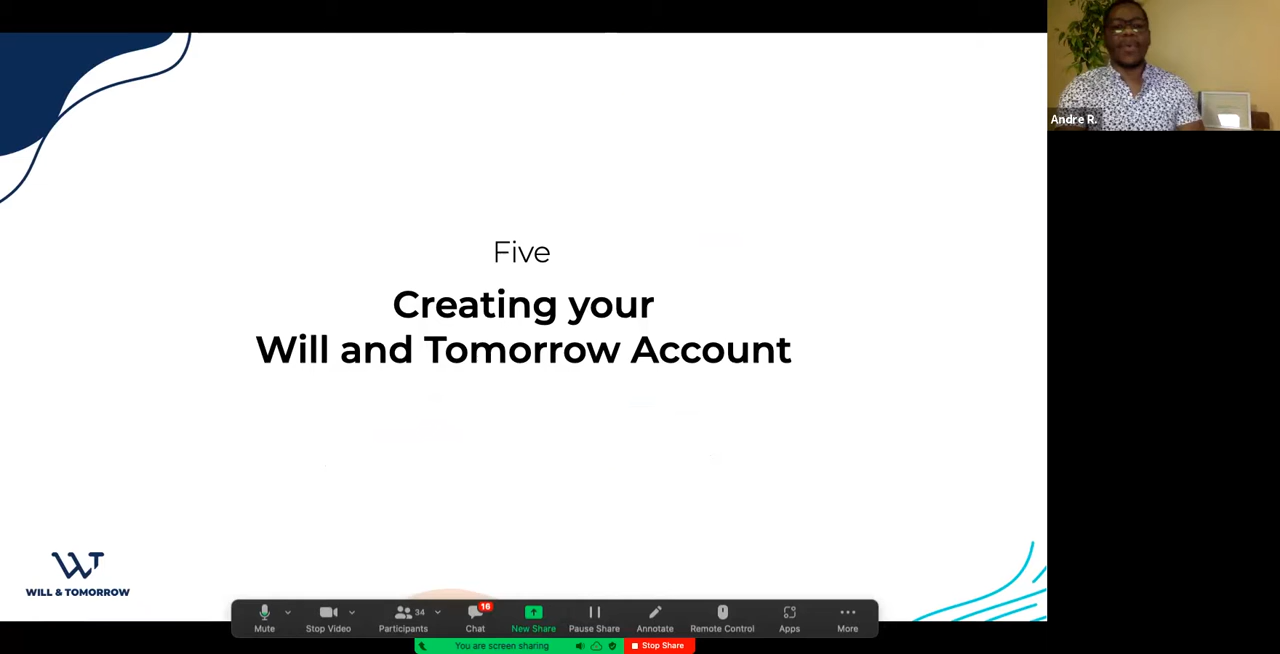 Andre R.
Five
Creating your
Will and Tomorrow Account
WT
WILL & TOMORROW
Mute
Stop Video
34
Participants
16
Chat
New Share
Pause Share
Annotate
Remote Control
Apps
More
You are screen sharing
Stop Share